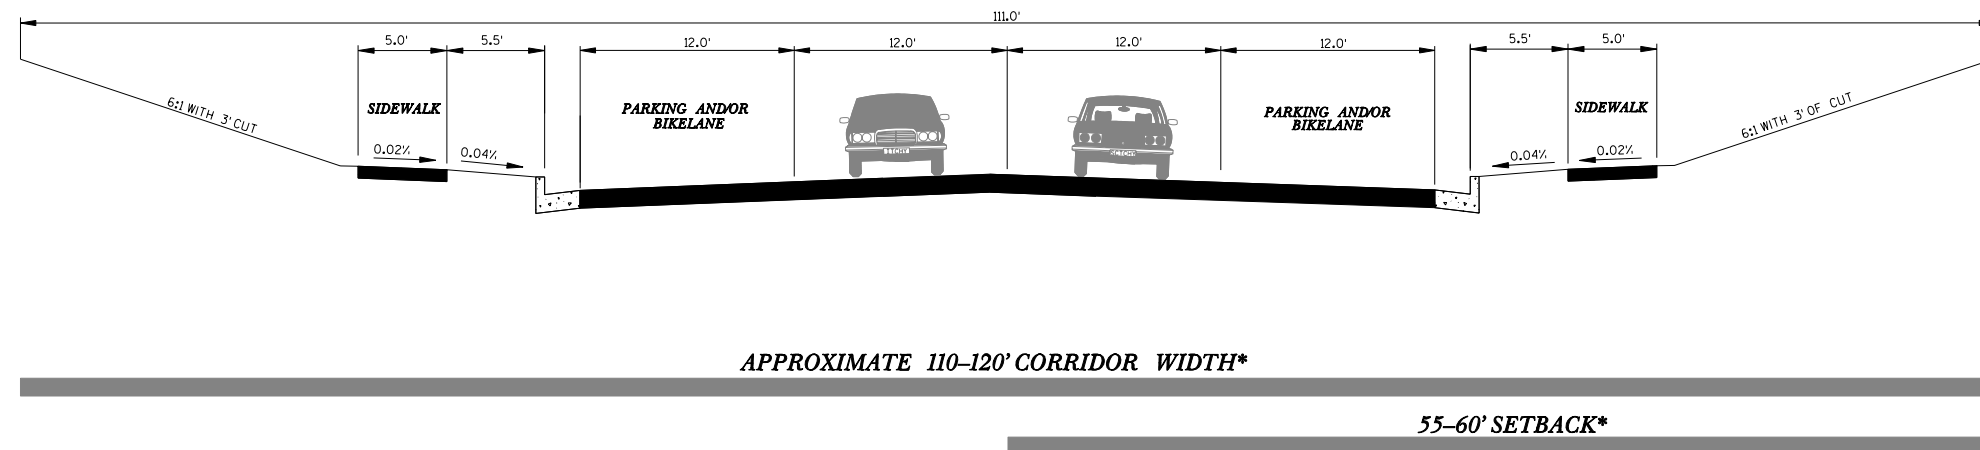 111.0'
5.0' 5.5' 12.0' 12.0' 12.0' 12.0' 5.5' 5.0'
6:1 WITH 3' CUT
SIDEWALK
PARKING AND/OR
BIKELANE
PARKING AND/OR
BIKELANE
SIDEWALK
6:1 WITH 3' OF CUT
0.02%
0.04%
ITCHY
SCTCHY
0.04%
0.02%
APPROXIMATE 110–120' CORRIDOR WIDTH*
55–60' SETBACK*